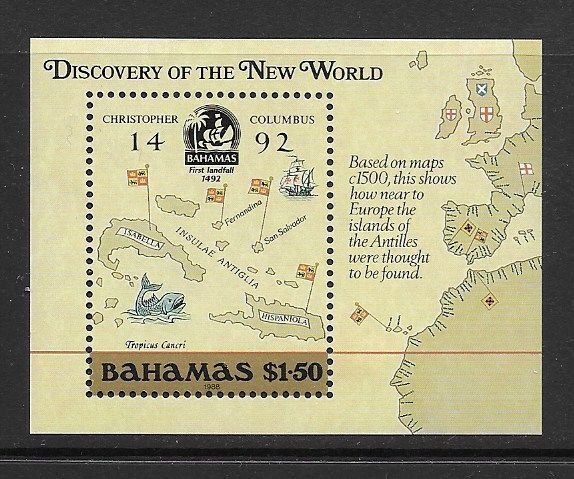 DISCOVERY OF THE NEW WORLD
CHRISTOPHER COLUMBUS
14 92
BAHAMAS
First landfall
1492
Fernandina
San Salvador
ISABELLA
INSULAE ANTIGLIA
HISPANIOLA
Tropicus Cancri
BAHAMAS $1·50
1988
Based on maps
c1500, this shows
how near to
Europe the
islands of
the Antilles
were thought
to be found.